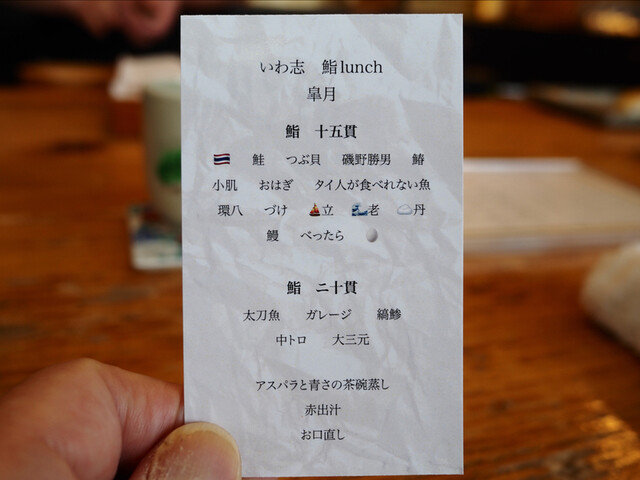 いわ志 鮨lunch
皐月
鮨 十五貫
🇹🇭 鮭 つぶ貝 磯野勝男 鰆
小肌 おはぎ タイ人が食べれない魚
環八 づけ ⛵立 🌊老 ☁️丹
鰻 べったら 🥚
鮨 二十貫
太刀魚 ガレージ 縞鯵
中トロ 大三元
アスパラと青さの茶碗蒸し
赤出汁
お口直し